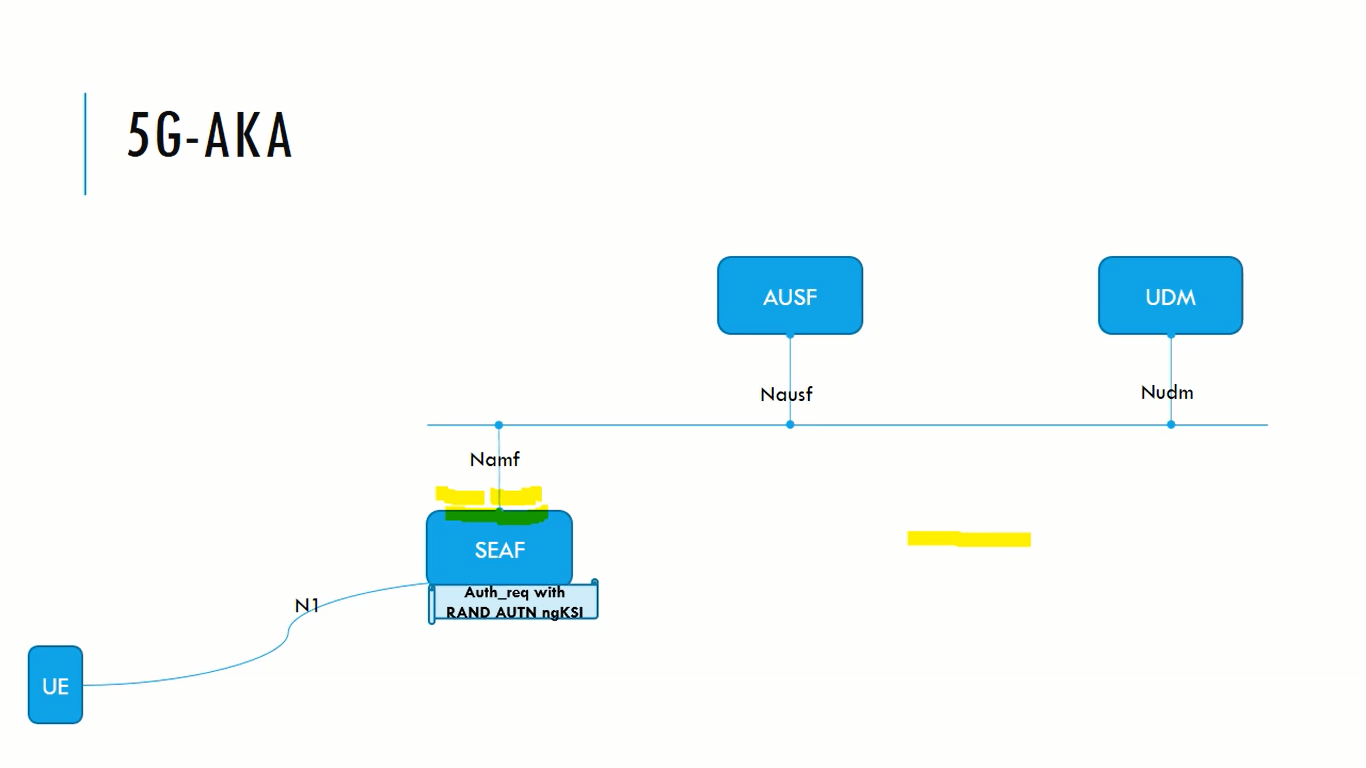 5G-AKA
AUSF
UDM
Nausf
Nudm
Namf
SEAF
Auth_req with
RAND AUTN ngKSI
N1
UE